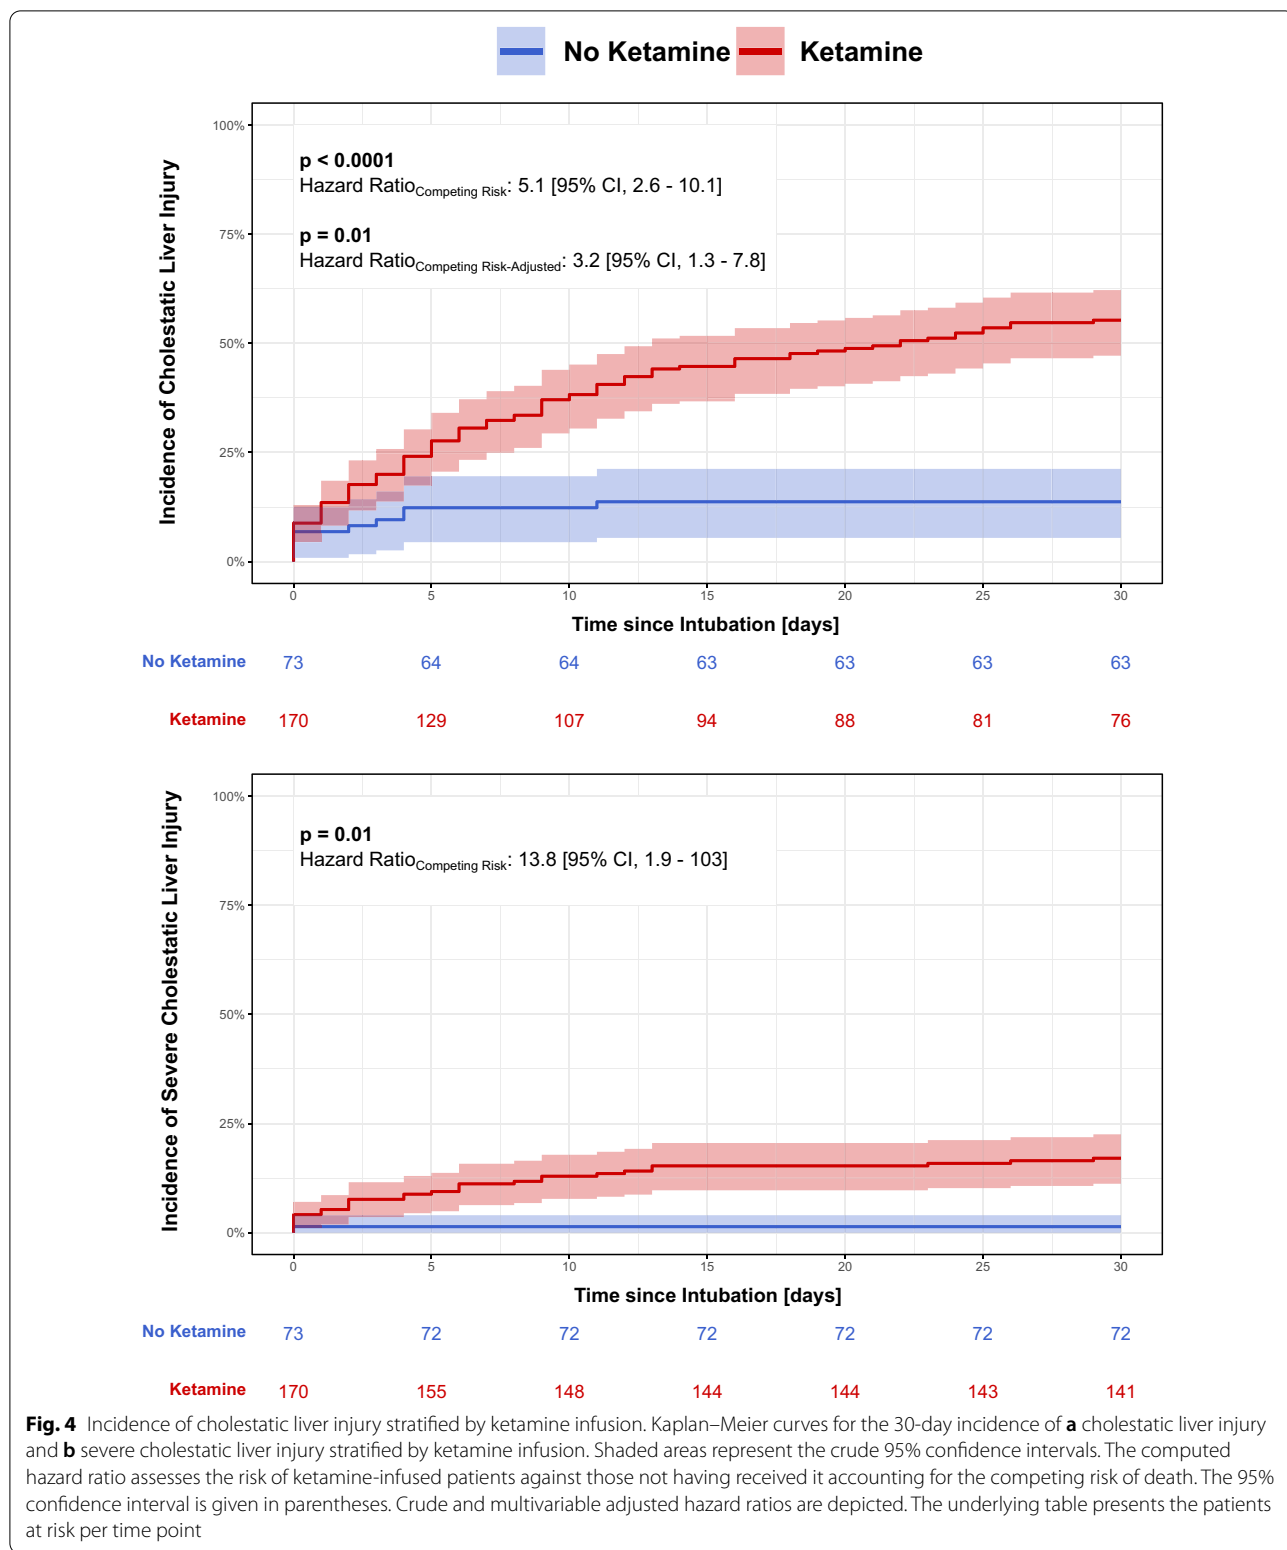 No Ketamine Ketamine
Incidence of Cholestatic Liver Injury
100%
75%
50%
25%
0%
p < 0.0001
Hazard RatioCompeting Risk: 5.1 [95% CI, 2.6 - 10.1]
p = 0.01
Hazard RatioCompeting Risk-Adjusted: 3.2 [95% CI, 1.3 - 7.8]
0 5 10 15 20 25 30
Time since Intubation [days]
No Ketamine 73 64 64 63 63 63 63
Ketamine 170 129 107 94 88 81 76
Incidence of Severe Cholestatic Liver Injury
100%
75%
50%
25%
0%
p = 0.01
Hazard RatioCompeting Risk: 13.8 [95% CI, 1.9 - 103]
0 5 10 15 20 25 30
Time since Intubation [days]
No Ketamine 73 72 72 72 72 72 72
Ketamine 170 155 148 144 144 143 141
Fig. 4 Incidence of cholestatic liver injury stratified by ketamine infusion. Kaplan–Meier curves for the 30-day incidence of a cholestatic liver injury
and b severe cholestatic liver injury stratified by ketamine infusion. Shaded areas represent the crude 95% confidence intervals. The computed
hazard ratio assesses the risk of ketamine-infused patients against those not having received it accounting for the competing risk of death. The 95%
confidence interval is given in parentheses. Crude and multivariable adjusted hazard ratios are depicted. The underlying table presents the patients
at risk per time point